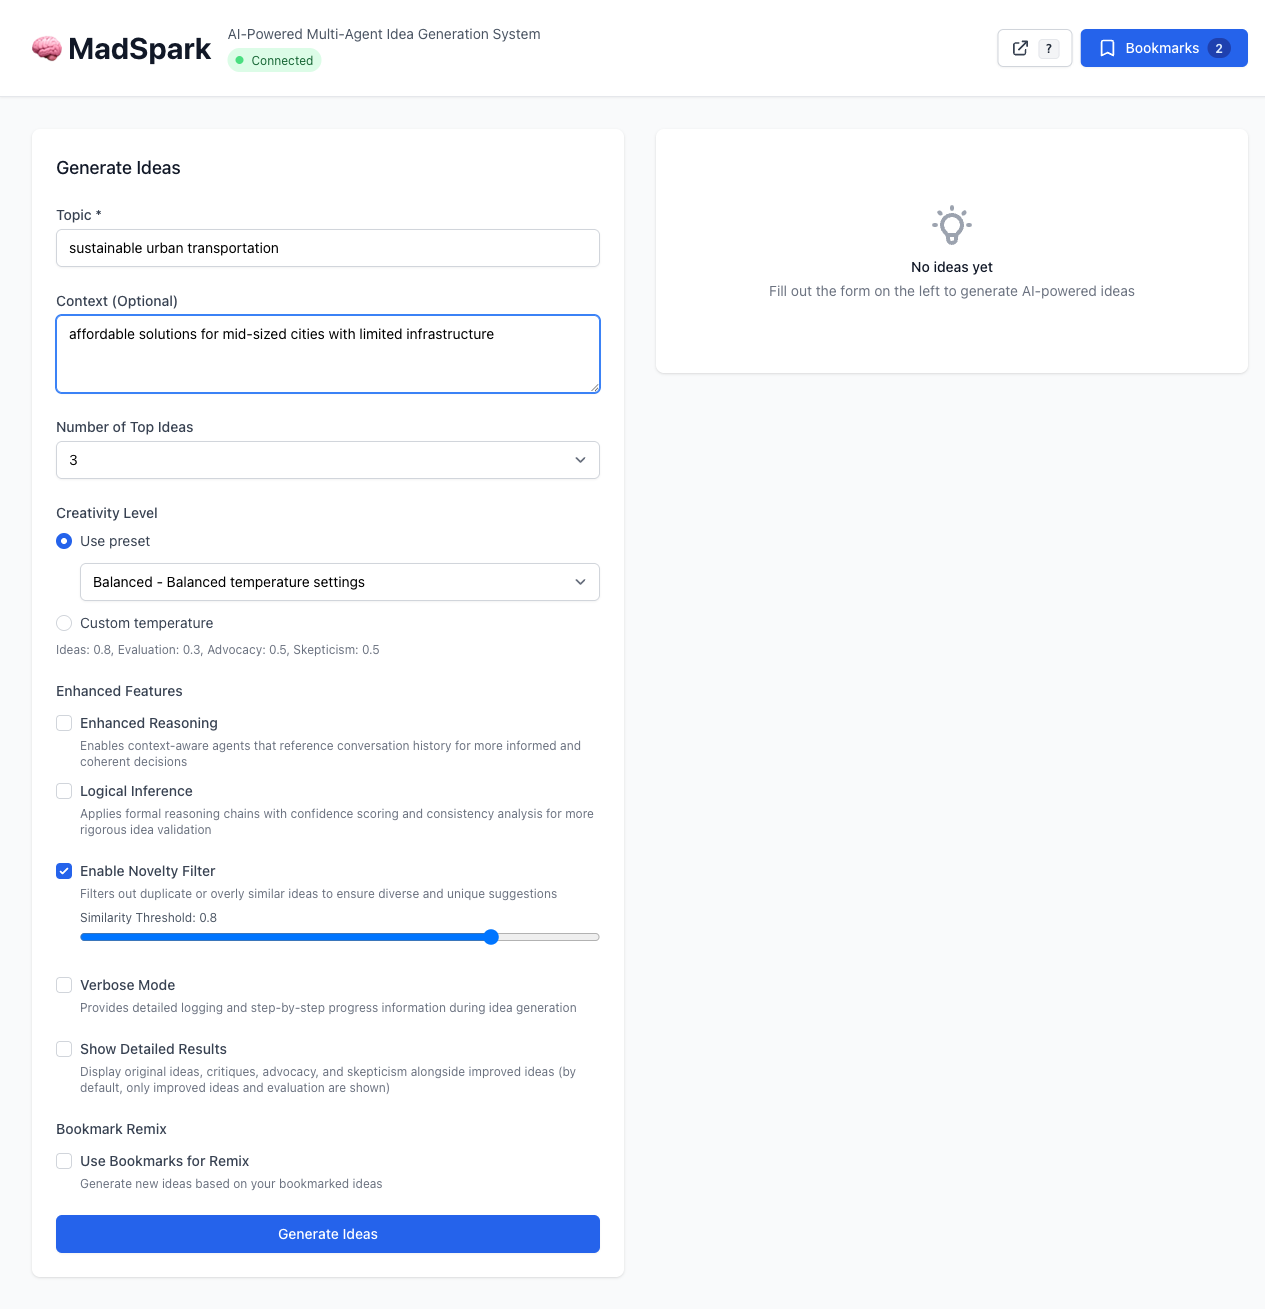 MadSpark
AI-Powered Multi-Agent Idea Generation System
Connected
?
Bookmarks 2
Generate Ideas
Topic *
sustainable urban transportation
Context (Optional)
affordable solutions for mid-sized cities with limited infrastructure
Number of Top Ideas
3
Creativity Level
Use preset
Balanced - Balanced temperature settings
Custom temperature
Ideas: 0.8, Evaluation: 0.3, Advocacy: 0.5, Skepticism: 0.5
Enhanced Features
Enhanced Reasoning
Enables context-aware agents that reference conversation history for more informed and
coherent decisions
Logical Inference
Applies formal reasoning chains with confidence scoring and consistency analysis for more
rigorous idea validation
Enable Novelty Filter
Filters out duplicate or overly similar ideas to ensure diverse and unique suggestions
Similarity Threshold: 0.8
Verbose Mode
Provides detailed logging and step-by-step progress information during idea generation
Show Detailed Results
Display original ideas, critiques, advocacy, and skepticism alongside improved ideas (by
default, only improved ideas and evaluation are shown)
Bookmark Remix
Use Bookmarks for Remix
Generate new ideas based on your bookmarked ideas
Generate Ideas
No ideas yet
Fill out the form on the left to generate AI-powered ideas